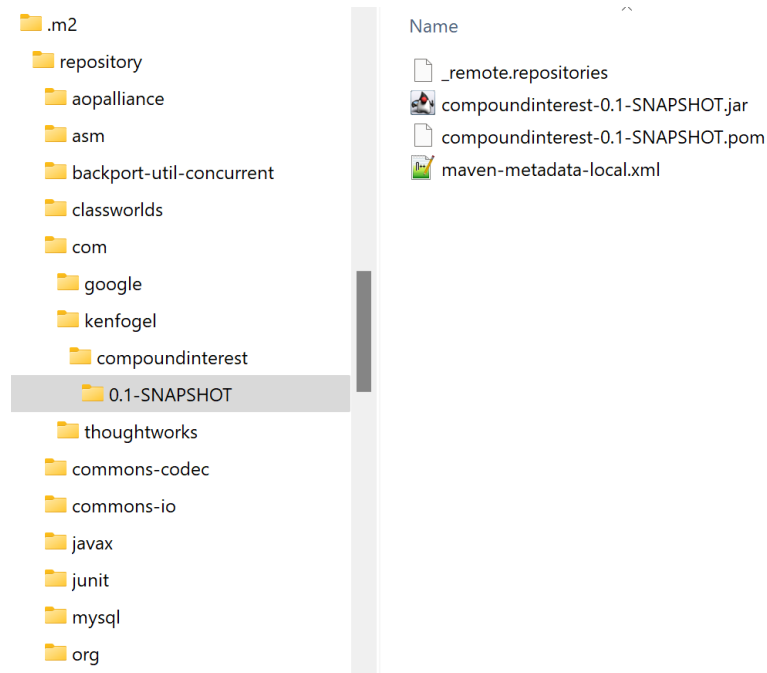 .m2
repository
aopalliance
asm
backport-util-concurrent
classworlds
com
google
kenfogel
compoundinterest
0.1-SNAPSHOT
thoughtworks
commons-codec
commons-io
javax
junit
mysql
org
Name
_remote.repositories
compoundinterest-0.1-SNAPSHOT.jar
compoundinterest-0.1-SNAPSHOT.pom
maven-metadata-local.xml